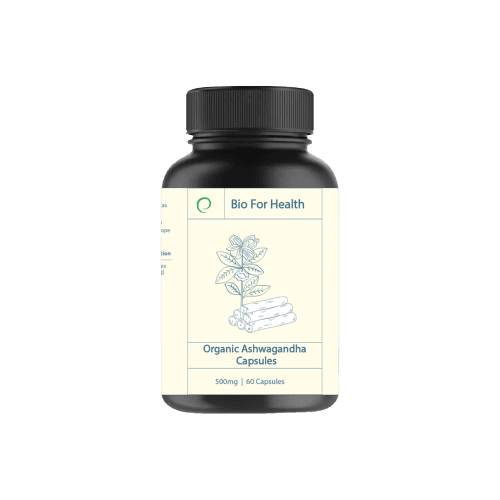 Bio For Health
Organic Ashwagandha
Capsules
500mg | 60 Capsules